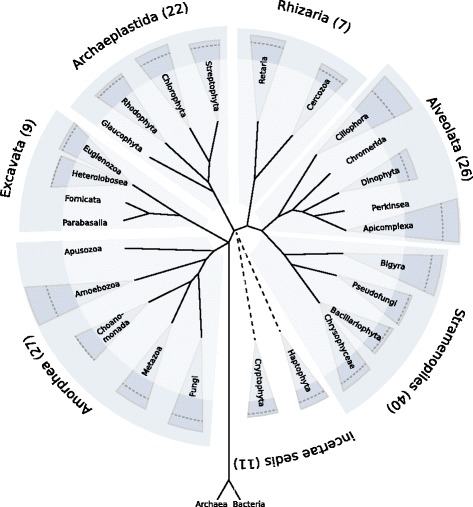 Archaeplastida (22)
Rhizaria (7)
Alveolata (26)
Stramenopiles (40)
incertae sedis (11)
Amorphea (27)
Excavata (9)
Glaucophyta
Rhodophyta
Chlorophyta
Streptophyta
Retaria
Cercozoa
Ciliophora
Chromerida
Dinophyta
Perkinsea
Apicomplexa
Bigyra
Pseudofungi
Bacillariophyta
Chrysophyceae
Haptophyta
Cryptophyta
Fungi
Metazoa
Choano-
monada
Amoebozoa
Apusozoa
Parabasalia
Fornicata
Heterolobosea
Euglenozoa
Archaea Bacteria